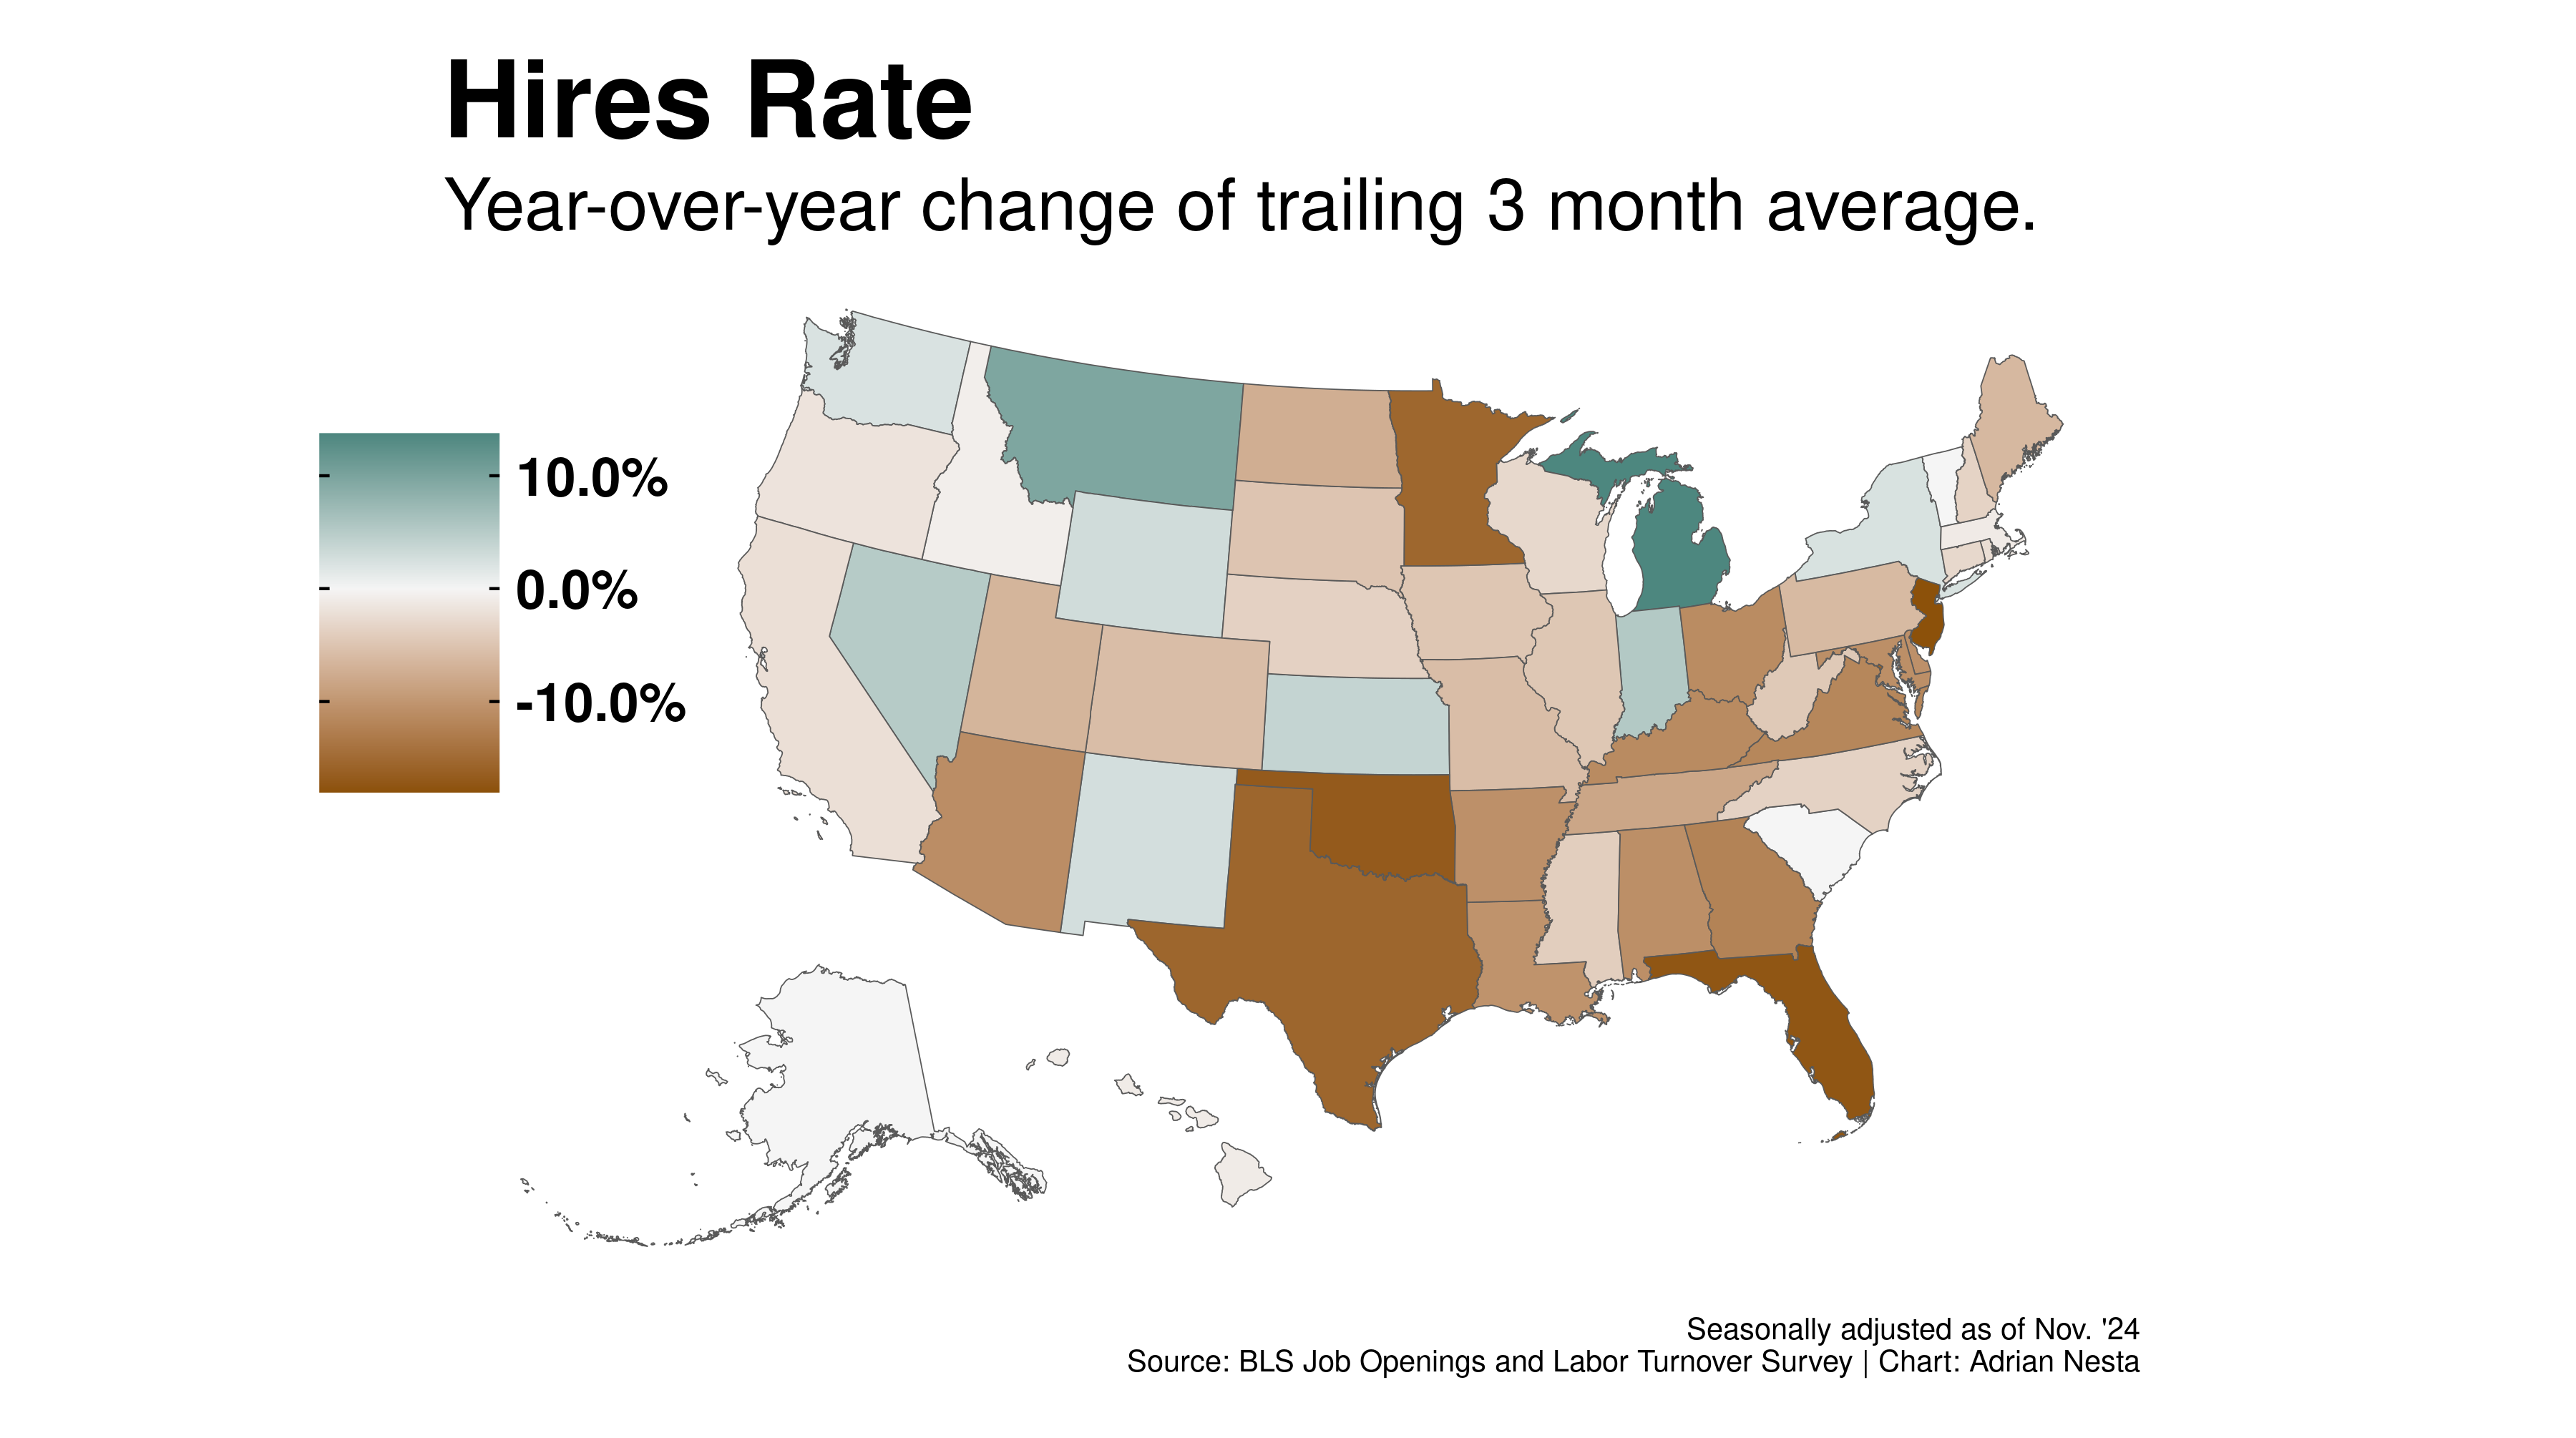 Hires Rate
Year-over-year change of trailing 3 month average.
10.0%
0.0%
-10.0%
Seasonally adjusted as of Nov. '24
Source: BLS Job Openings and Labor Turnover Survey | Chart: Adrian Nesta